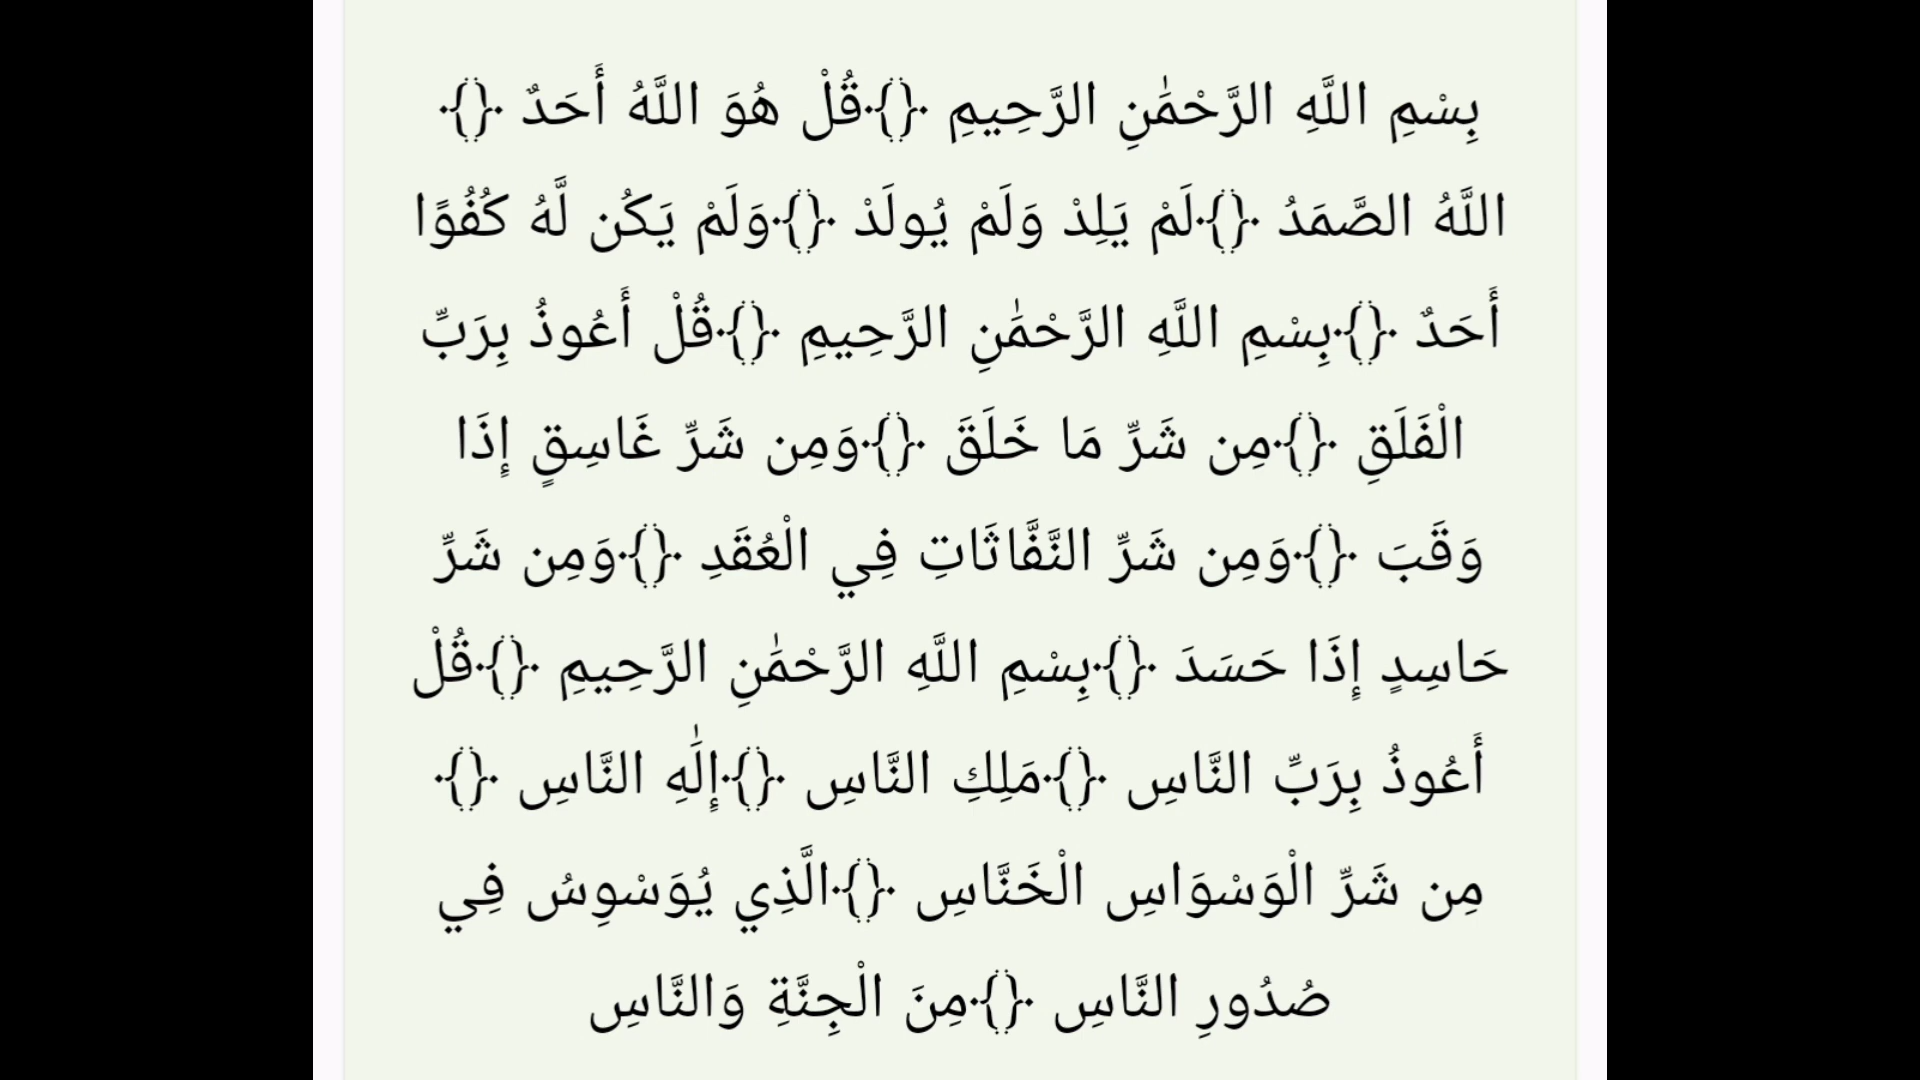 بِسْمِ اللَّهِ الرَّحْمَٰنِ الرَّحِيمِ ·{}·قُلْ هُوَ اللَّهُ أَحَدٌ ·{}·
اللَّهُ الصَّمَدُ ·{}·لَمْ يَلِدْ وَلَمْ يُولَدْ ·{}·وَلَمْ يَكُن لَّهُ كُفُوًا
أَحَدٌ ·{}·بِسْمِ اللَّهِ الرَّحْمَٰنِ الرَّحِيمِ ·{}·قُلْ أَعُوذُ بِرَبِّ
الْفَلَقِ ·{}·مِن شَرِّ مَا خَلَقَ ·{}·وَمِن شَرِّ غَاسِقٍ إِذَا
وَقَبَ ·{}·وَمِن شَرِّ النَّفَّاثَاتِ فِي الْعُقَدِ ·{}·وَمِن شَرِّ
حَاسِدٍ إِذَا حَسَدَ ·{}·بِسْمِ اللَّهِ الرَّحْمَٰنِ الرَّحِيمِ ·{}·قُلْ
أَعُوذُ بِرَبِّ النَّاسِ ·{}·مَلِكِ النَّاسِ ·{}·إِلَٰهِ النَّاسِ ·{}·
مِن شَرِّ الْوَسْوَاسِ الْخَنَّاسِ ·{}·الَّذِي يُوَسْوِسُ فِي
صُدُورِ النَّاسِ ·{}·مِنَ الْجِنَّةِ وَالنَّاسِ